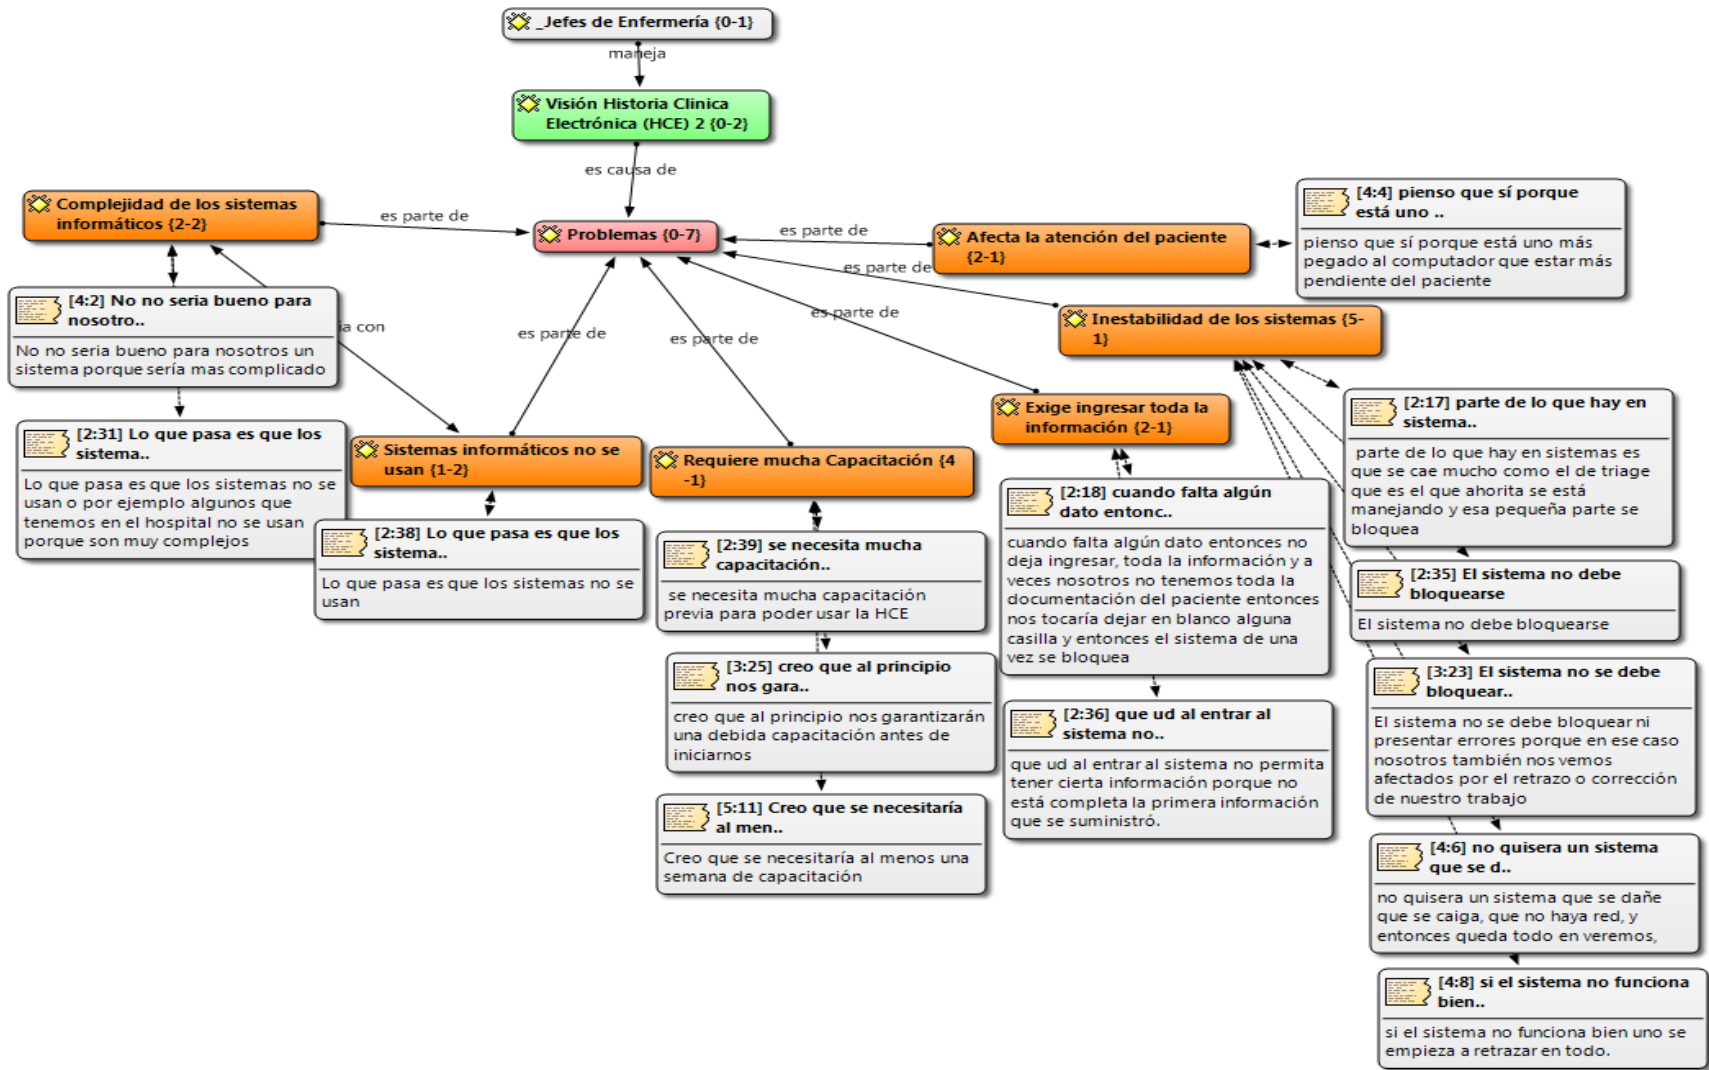 _Jefes de Enfermería {0-1}
maneja
Visión Historia Clinica
Electrónica (HCE) 2 {0-2}
es causa de
Problemas {0-7}
Complejidad de los sistemas
informáticos {2-2}
es parte de
[4:2] No no seria bueno para
nosotro..
No no seria bueno para nosotros un
sistema porque sería mas complicado
ia con
[2:31] Lo que pasa es que los
sistema..
Lo que pasa es que los sistemas no se
usan o por ejemplo algunos que
tenemos en el hospital no se usan
porque son muy complejos
Sistemas informáticos no se
usan {1-2}
es parte de
[2:38] Lo que pasa es que los
sistema..
Lo que pasa es que los sistemas no se
usan
Requiere mucha Capacitación {4
-1}
es parte de
[2:39] se necesita mucha
capacitación..
se necesita mucha capacitación
previa para poder usar la HCE
[3:25] creo que al principio
nos gara..
creo que al principio nos garantizarán
una debida capacitación antes de
iniciarnos
[5:11] Creo que se necesitaría
al men..
Creo que se necesitaría al menos una
semana de capacitación
Exige ingresar toda la
información {2-1}
es parte de
[2:18] cuando falta algún
dato entonc..
cuando falta algún dato entonces no
deja ingresar, toda la información y a
veces nosotros no tenemos toda la
documentación del paciente entonces
nos tocaría dejar en blanco alguna
casilla y entonces el sistema de una
vez se bloquea
[2:36] que ud al entrar al
sistema no..
que ud al entrar al sistema no permita
tener cierta información porque no
está completa la primera información
que se suministró.
Afecta la atención del paciente
{2-1}
es parte de
[4:4] pienso que sí porque
está uno ..
pienso que sí porque está uno más
pegado al computador que estar más
pendiente del paciente
Inestabilidad de los sistemas {5-
1}
es parte de
[2:17] parte de lo que hay en
sistema..
parte de lo que hay en sistemas es
que se cae mucho como el de triage
que es el que ahorita se está
manejando y esa pequeña parte se
bloquea
[2:35] El sistema no debe
bloquearse
El sistema no debe bloquearse
[3:23] El sistema no se debe
bloquear..
El sistema no se debe bloquear ni
presentar errores porque en ese caso
nosotros también nos vemos
afectados por el retrazo o corrección
de nuestro trabajo
[4:6] no quisera un sistema
que se d..
no quisera un sistema que se dañe
que se caiga, que no haya red, y
entonces queda todo en veremos,
[4:8] si el sistema no funciona
bien..
si el sistema no funciona bien uno se
empieza a retrazar en todo.